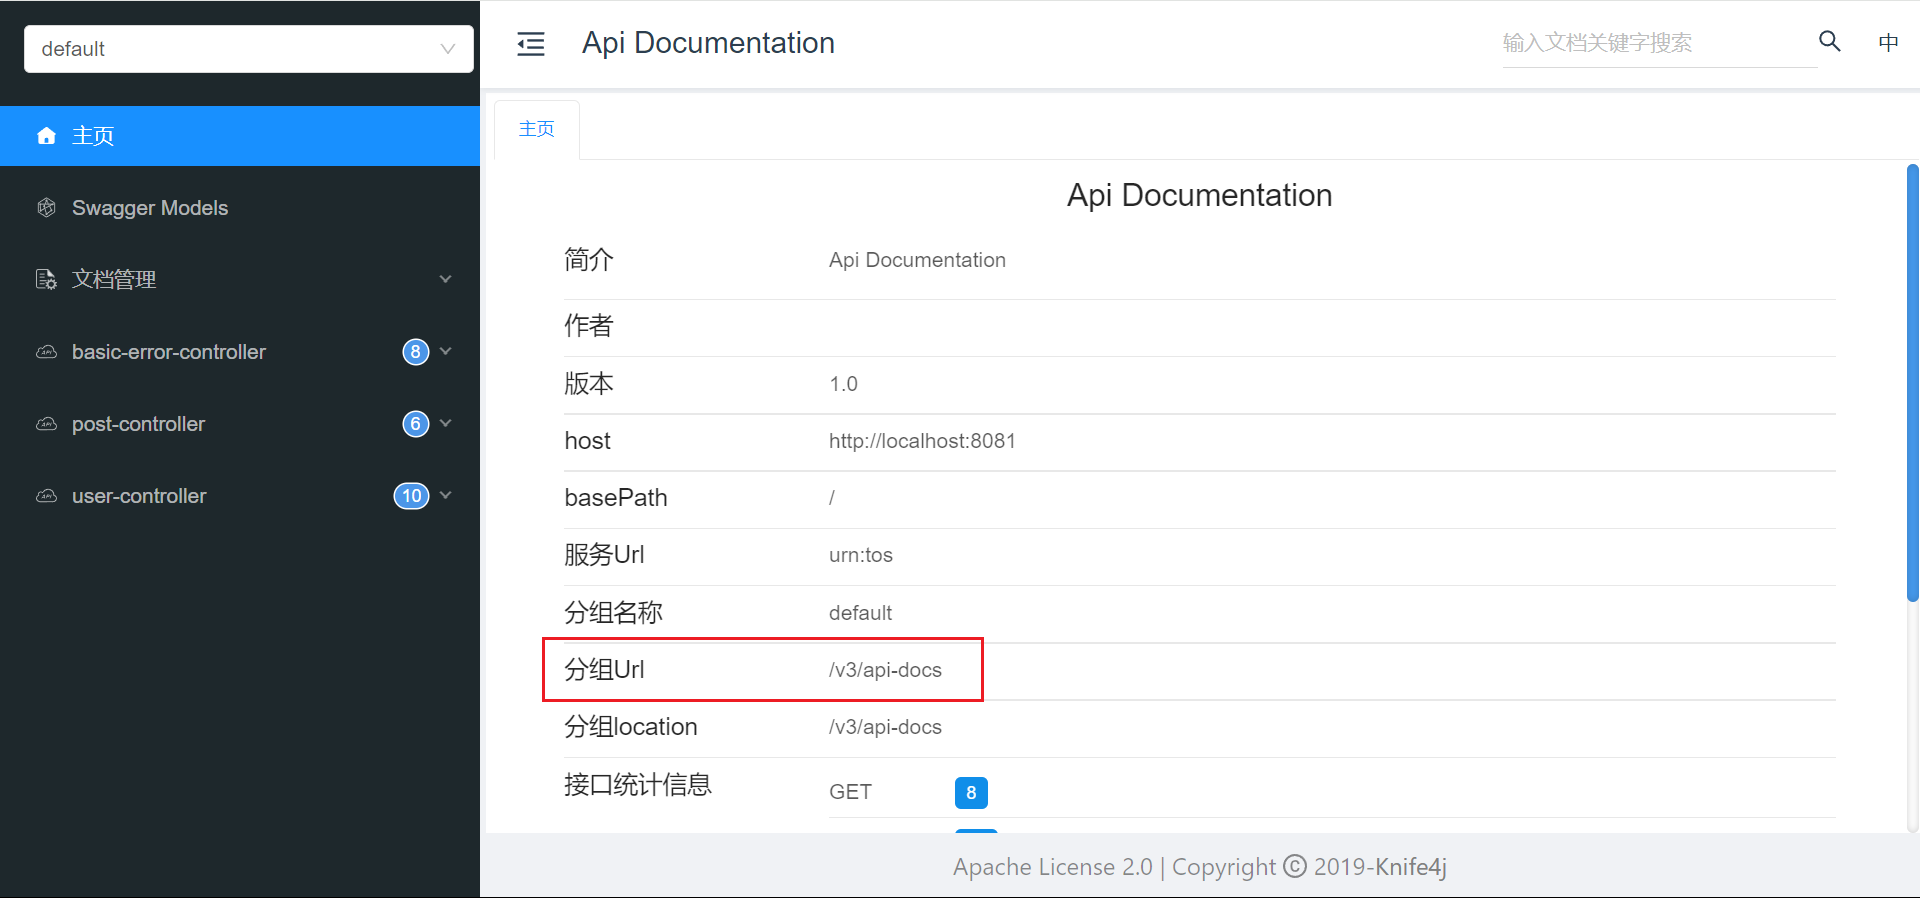 default
主页
Swagger Models
文档管理
basic-error-controller 8
post-controller 6
user-controller 10
Api Documentation
输入文档关键字搜索
中
主页
Api Documentation
简介 Api Documentation
作者
版本 1.0
host http://localhost:8081
basePath /
服务Url urn:tos
分组名称 default
分组Url /v3/api-docs
分组location /v3/api-docs
接口统计信息 GET 8
Apache License 2.0 | Copyright © 2019-Knife4j